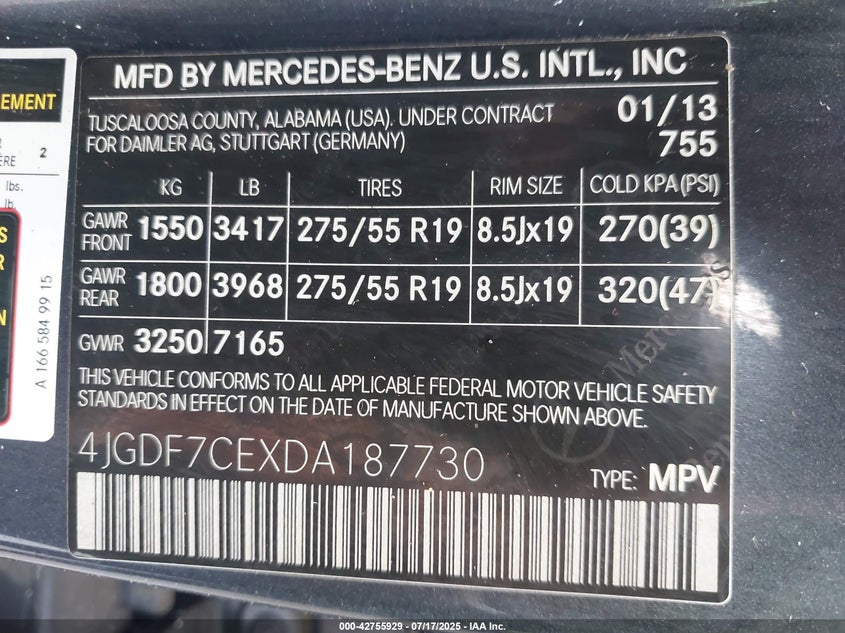 MFD BY MERCEDES-BENZ U.S. INTL., INC
TUSCALOOSA COUNTY, ALABAMA (USA). UNDER CONTRACT
FOR DAIMLER AG, STUTTGART (GERMANY)
01/13
755
KG LB TIRES RIM SIZE COLD KPA(PSI)
GAWR FRONT 1550 3417 275/55 R19 8.5Jx19 270(39)
GAWR REAR 1800 3968 275/55 R19 8.5Jx19 320(47)
GVWR 3250 7165
THIS VEHICLE CONFORMS TO ALL APPLICABLE FEDERAL MOTOR VEHICLE SAFETY
STANDARDS IN EFFECT ON THE DATE OF MANUFACTURE SHOWN ABOVE.
4JGDF7CEXDA187730
TYPE: MPV
EMENT
2
lbs.
lb.
A 166 584 99 15
000-42755929 - 07/17/2025 - IAA Inc.